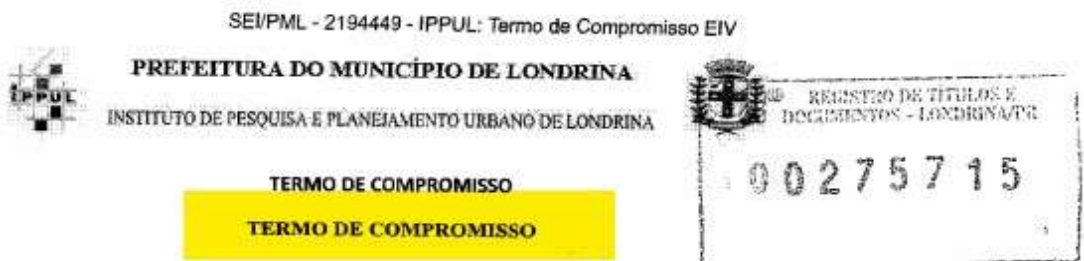 SEI/PML - 2194449 - IPPUL: Termo de Compromisso EIV
IPPUL
PREFEITURA DO MUNICÍPIO DE LONDRINA
INSTITUTO DE PESQUISA E PLANEJAMENTO URBANO DE LONDRINA
REGISTRO DE TÍTULOS E
DOCUMENTOS - LONDRINA/PR
00275715
TERMO DE COMPROMISSO
TERMO DE COMPROMISSO